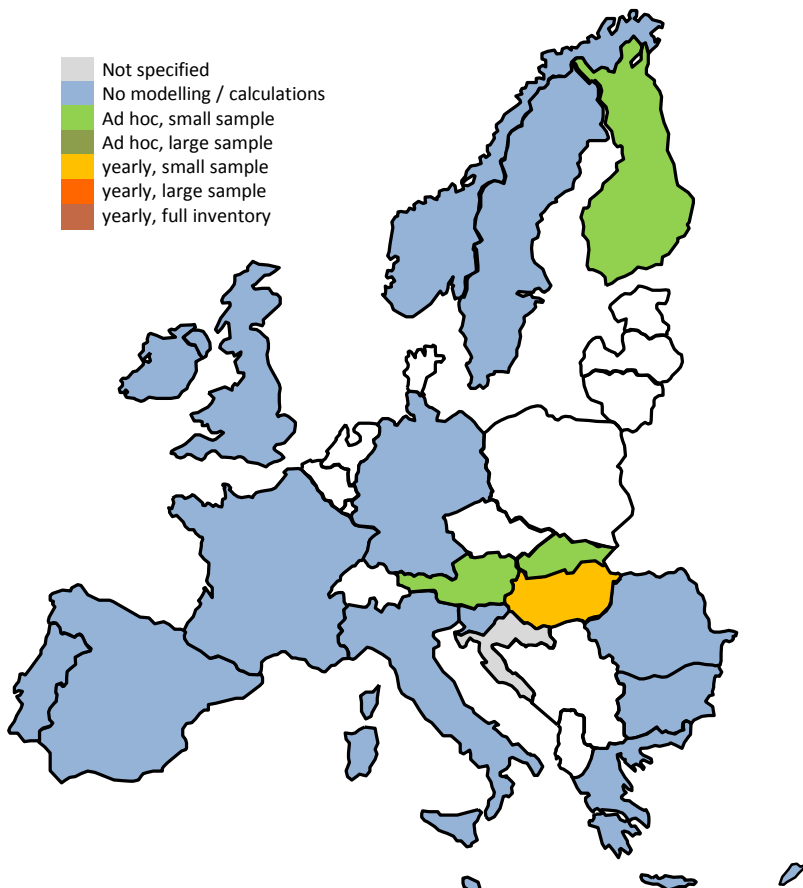 Not specified
No modelling / calculations
Ad hoc, small sample
Ad hoc, large sample
yearly, small sample
yearly, large sample
yearly, full inventory